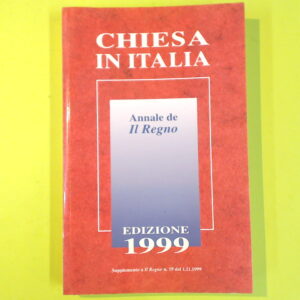 CHIESA
IN ITALIA
Annale de
Il Regno
EDIZIONE
1999
Supplemento a Il Regno n. 19 del 1.11.1999